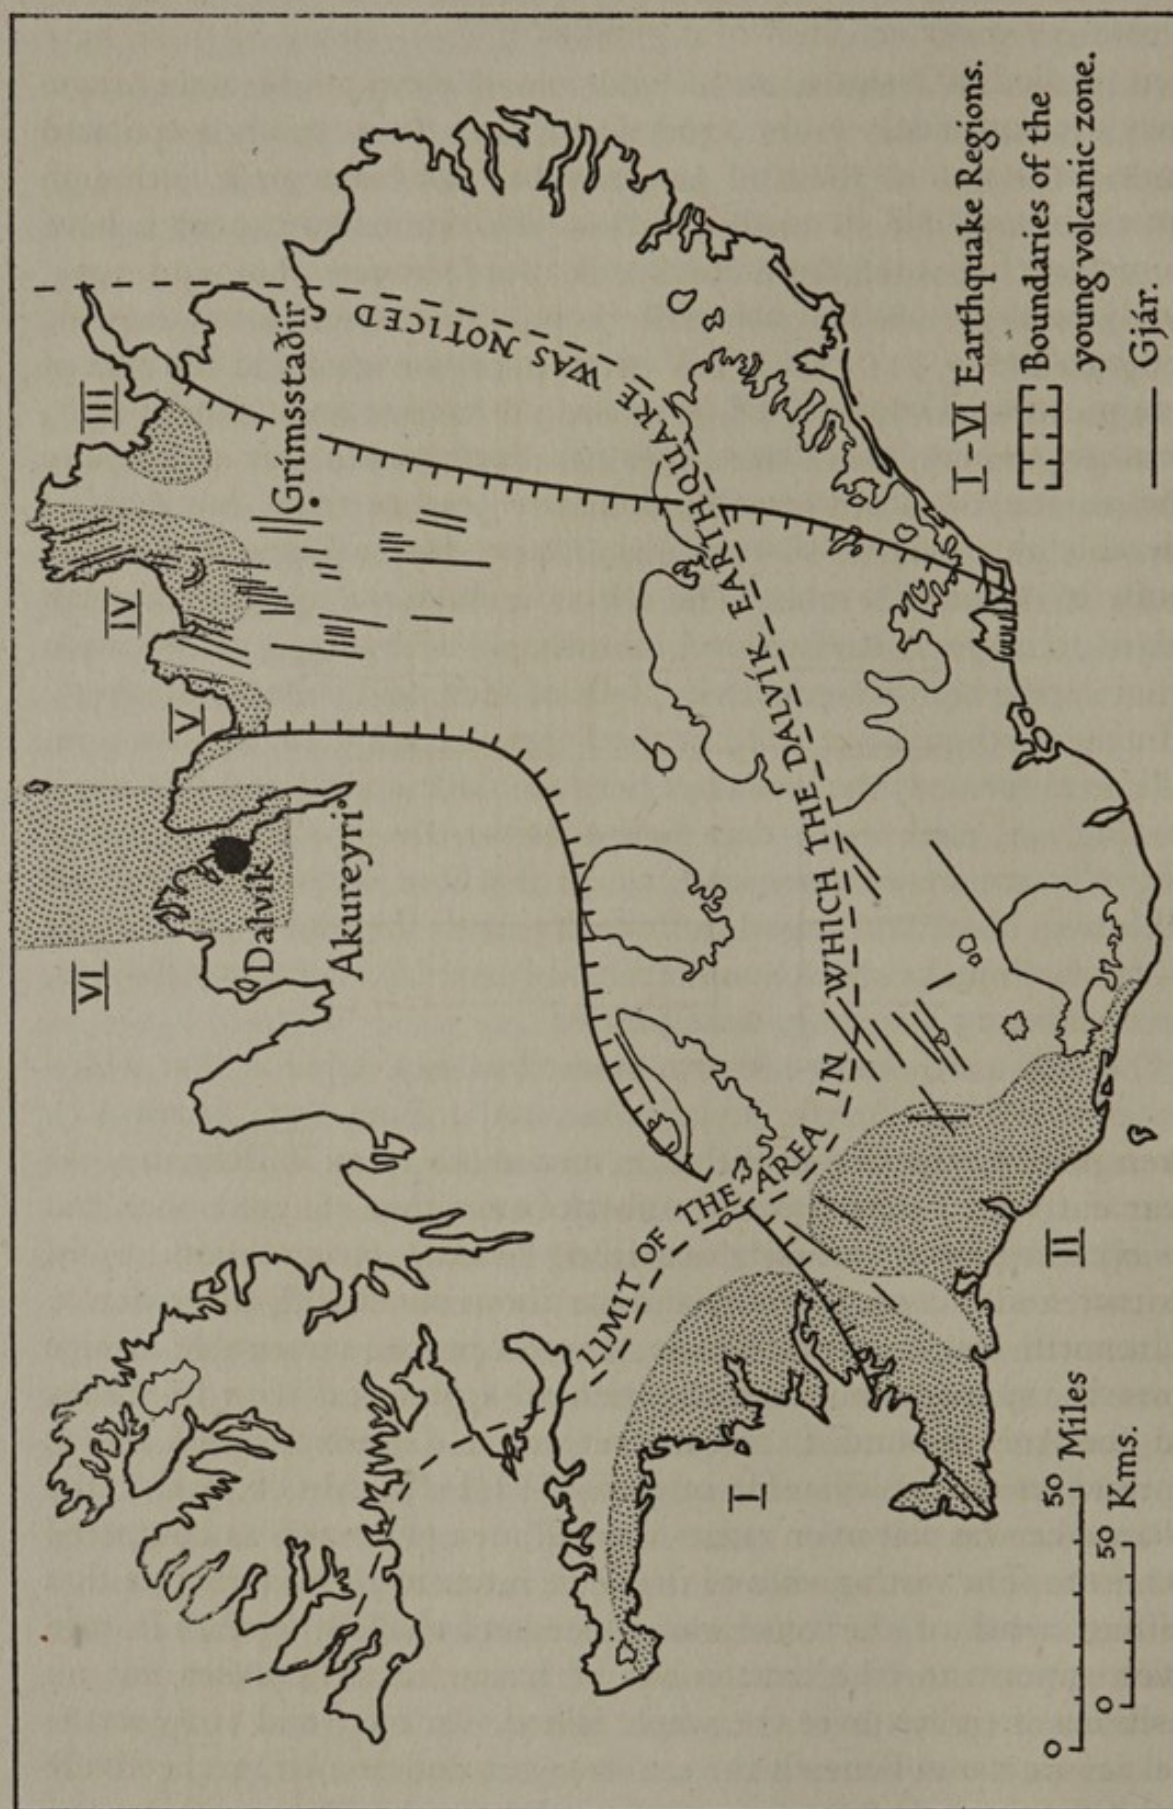 III
IV
V
VI
Grimsstaðir
Dalvík
Akureyri
LIMIT OF THE AREA IN WHICH THE DALVÍK EARTHQUAKE WAS NOTICED
I
II
0 50 Miles
0 50 Kms.
I-VI Earthquake Regions.
Boundaries of the
young volcanic zone.
Gjár.